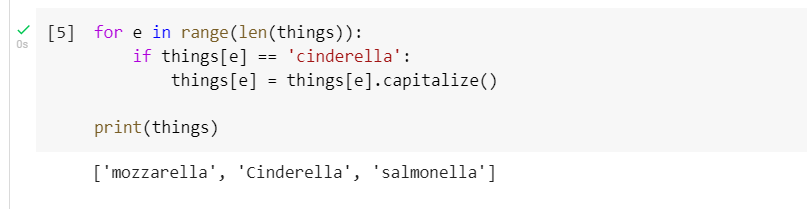 [5] for e in range(len(things)):
if things[e] == 'cinderella':
things[e] = things[e].capitalize()
0s
print(things)
['mozzarella', 'Cinderella', 'salmonella']